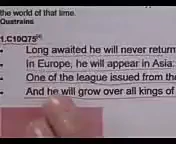 the world of that time.
Quatrains
1.C10Q75
Long awaited he will never return
In Europe, he will appear in Asia:
One of the league issued from the
And he will grow over all kings of